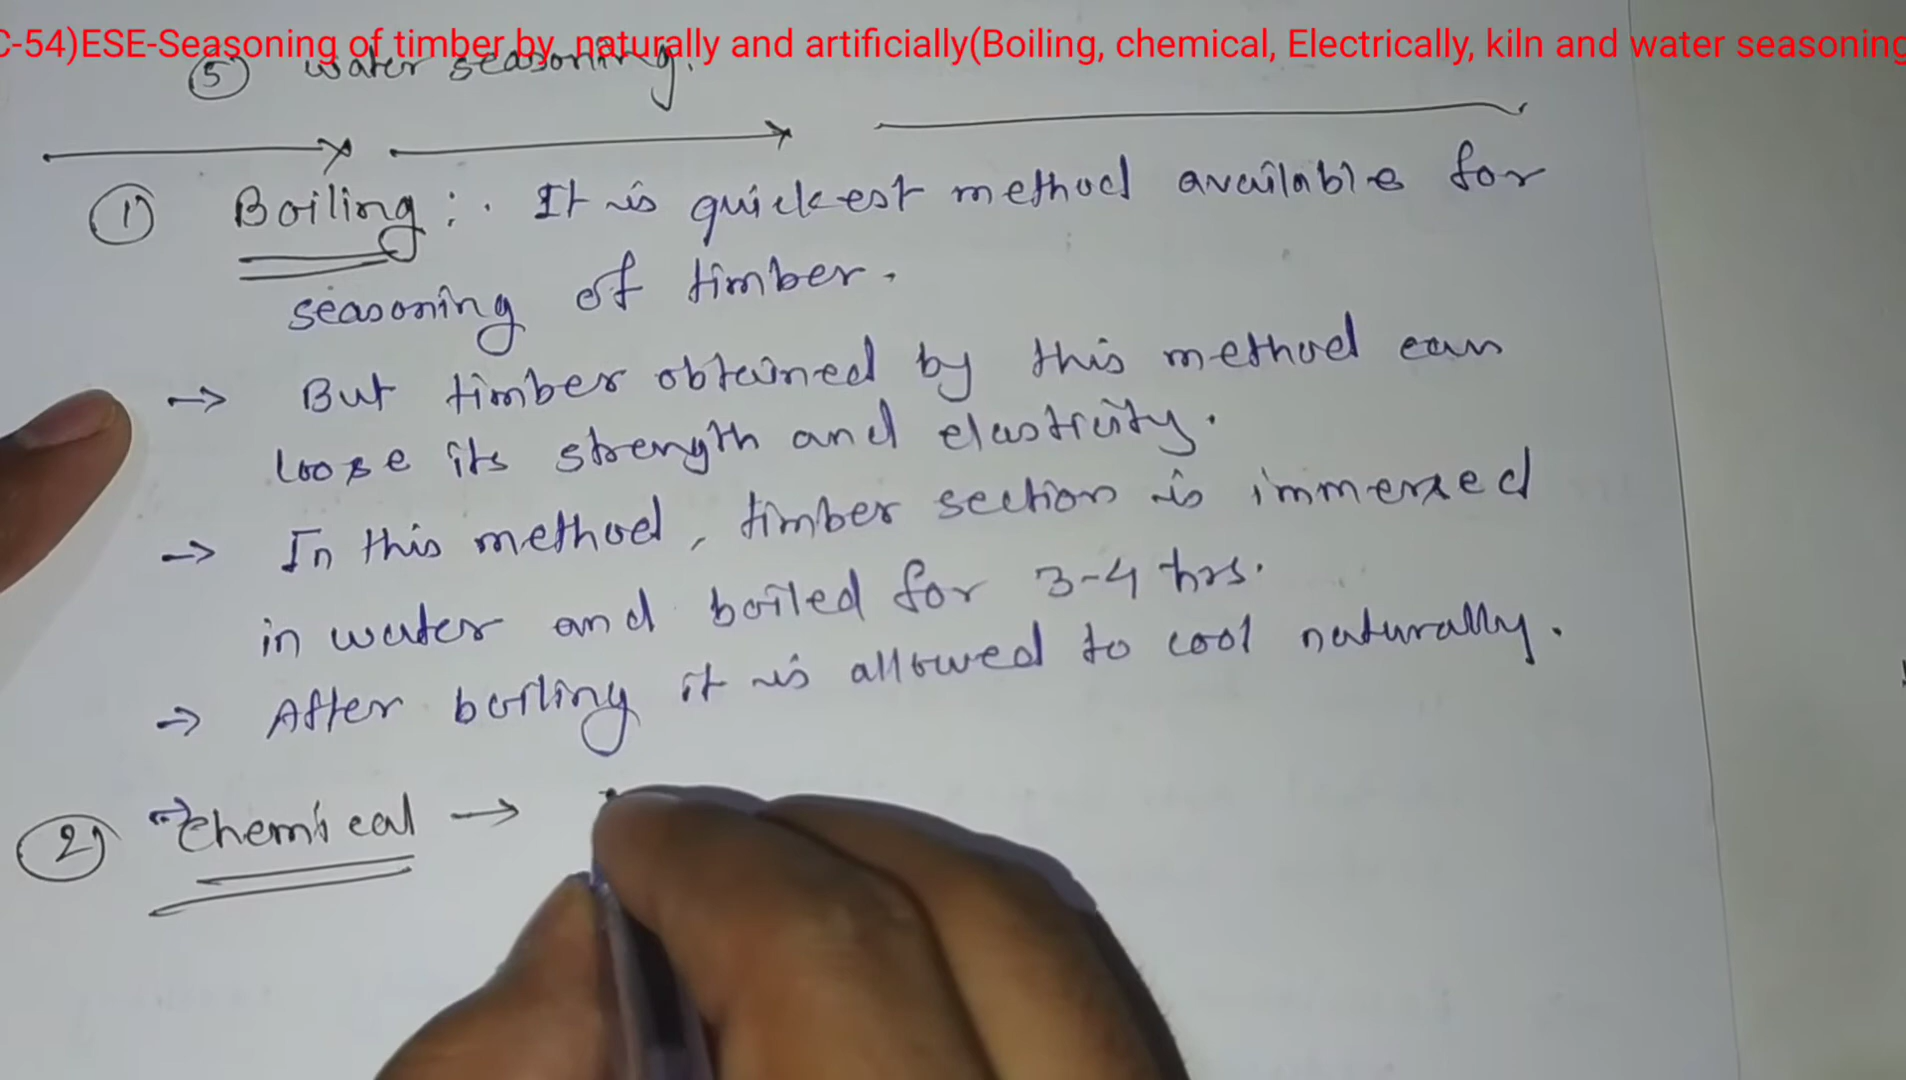 C-54)ESE-Seasoning of timber by naturally and artificially(Boiling, chemical, Electrically, kiln and water seasoning
5 water seasoning.
1 Boiling : . It is quickest method available for
seasoning of timber.
→ But timber obtained by this method can
loose its strength and elasticity.
→ In this method, timber section is immersed
in water and boiled for 3-4 hrs.
→ After boiling it is allowed to cool naturally.
2) → Chemical →